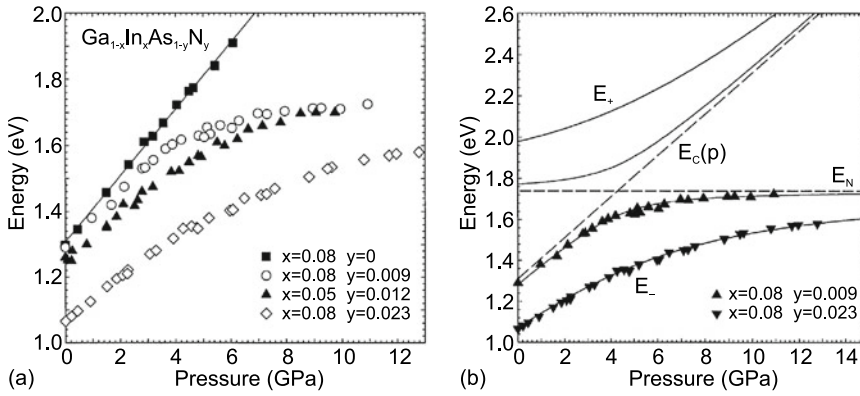 Ga1-xInxAs1-yNy
Energy (eV)
2.0
1.8
1.6
1.4
1.2
1.0
0 2 4 6 8 10 12
Pressure (GPa)
x=0.08 y=0
x=0.08 y=0.009
x=0.05 y=0.012
x=0.08 y=0.023
(a)
Energy (eV)
2.6
2.4
2.2
2.0
1.8
1.6
1.4
1.2
1.0
E+
EC(p)
EN
E−
x=0.08 y=0.009
x=0.08 y=0.023
0 2 4 6 8 10 12 14
Pressure (GPa)
(b)